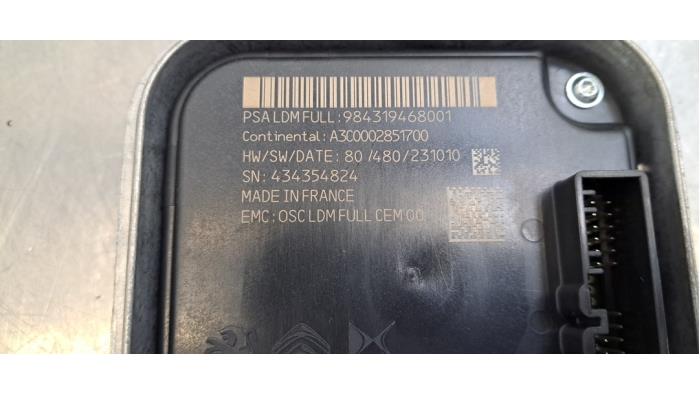 PSA LDM FULL:984319468001
Continental: A3C0002851700
HW/SW/DATE: 80 /480/231010
SN: 434354824
MADE IN FRANCE
EMC: OSC LDM FULL CEM 00